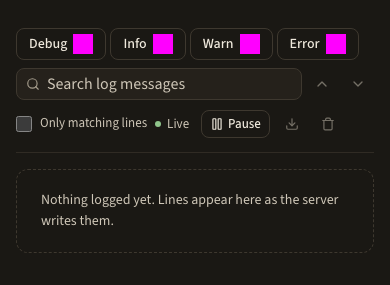 Debug
Info
Warn
Error
Search log messages
Only matching lines
Live
Pause
Nothing logged yet. Lines appear here as the server
writes them.